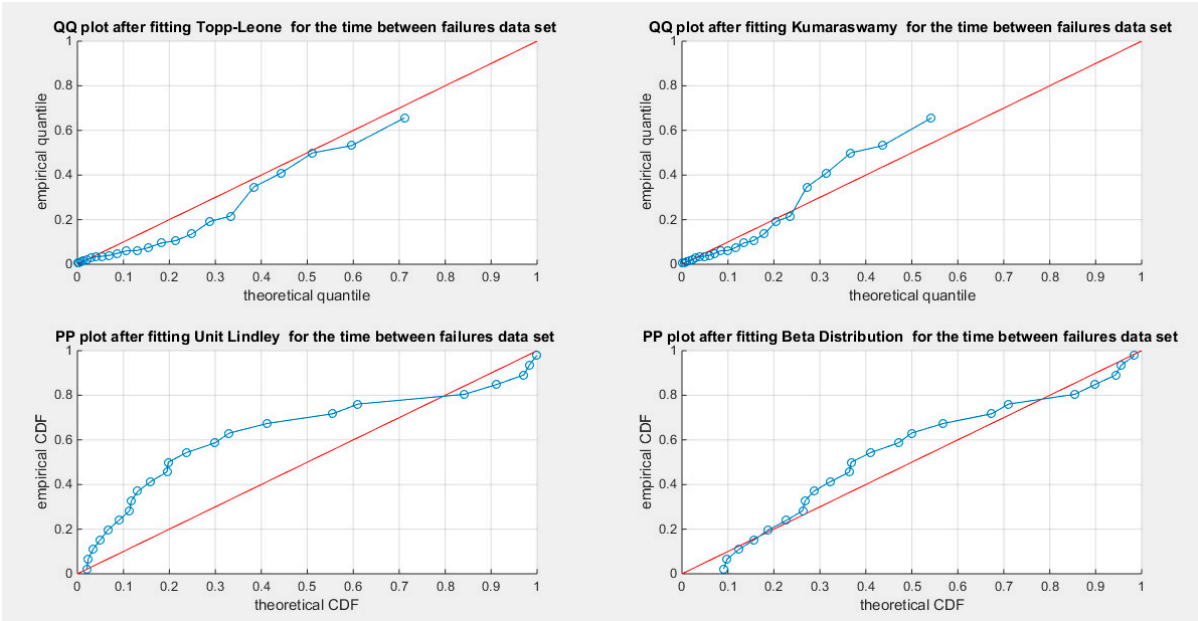 QQ plot after fitting Topp-Leone for the time between failures data set
1
0.8
0.6
0.4
0.2
0
empirical quantile
0 0.1 0.2 0.3 0.4 0.5 0.6 0.7 0.8 0.9 1
theoretical quantile
QQ plot after fitting Kumaraswamy for the time between failures data set
1
0.8
0.6
0.4
0.2
0
empirical quantile
0 0.1 0.2 0.3 0.4 0.5 0.6 0.7 0.8 0.9 1
theoretical quantile
PP plot after fitting Unit Lindley for the time between failures data set
1
0.8
0.6
0.4
0.2
0
empirical CDF
0 0.1 0.2 0.3 0.4 0.5 0.6 0.7 0.8 0.9 1
theoretical CDF
PP plot after fitting Beta Distribution for the time between failures data set
1
0.8
0.6
0.4
0.2
0
empirical CDF
0 0.1 0.2 0.3 0.4 0.5 0.6 0.7 0.8 0.9 1
theoretical CDF